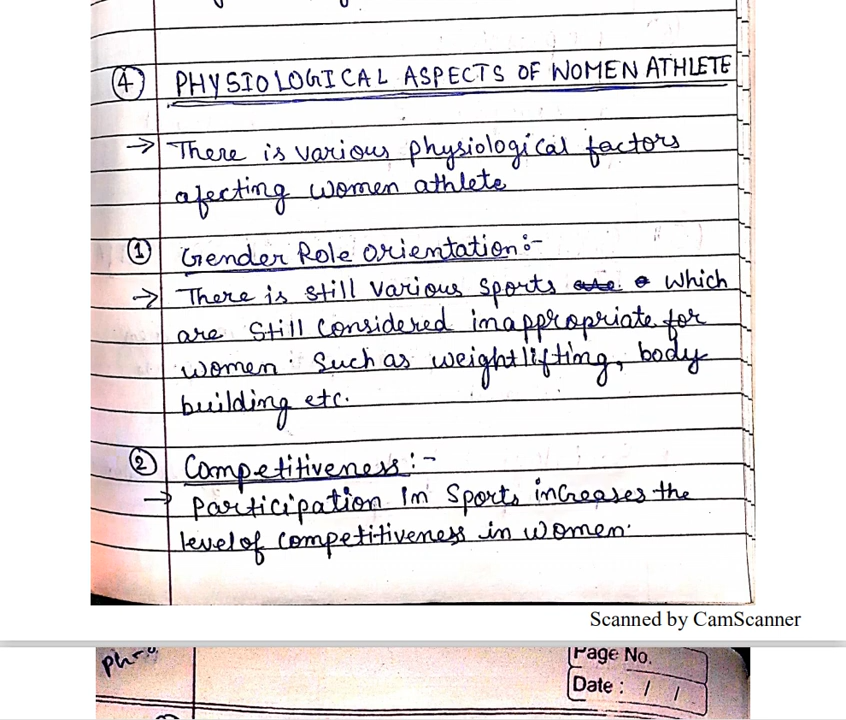 ④ PHYSIOLOGICAL ASPECTS OF WOMEN ATHLETE
→ There is various physiological factors
afecting women athlete
① Gender Role orientation:-
→ There is still various sports are which
are still considered inappropriate for
women. Such as weightlifting, body
building etc.
② Competitiveness:-
→ Participation in sports increases the
level of competitiveness in women.
Scanned by CamScanner
Page No.
Date: / /